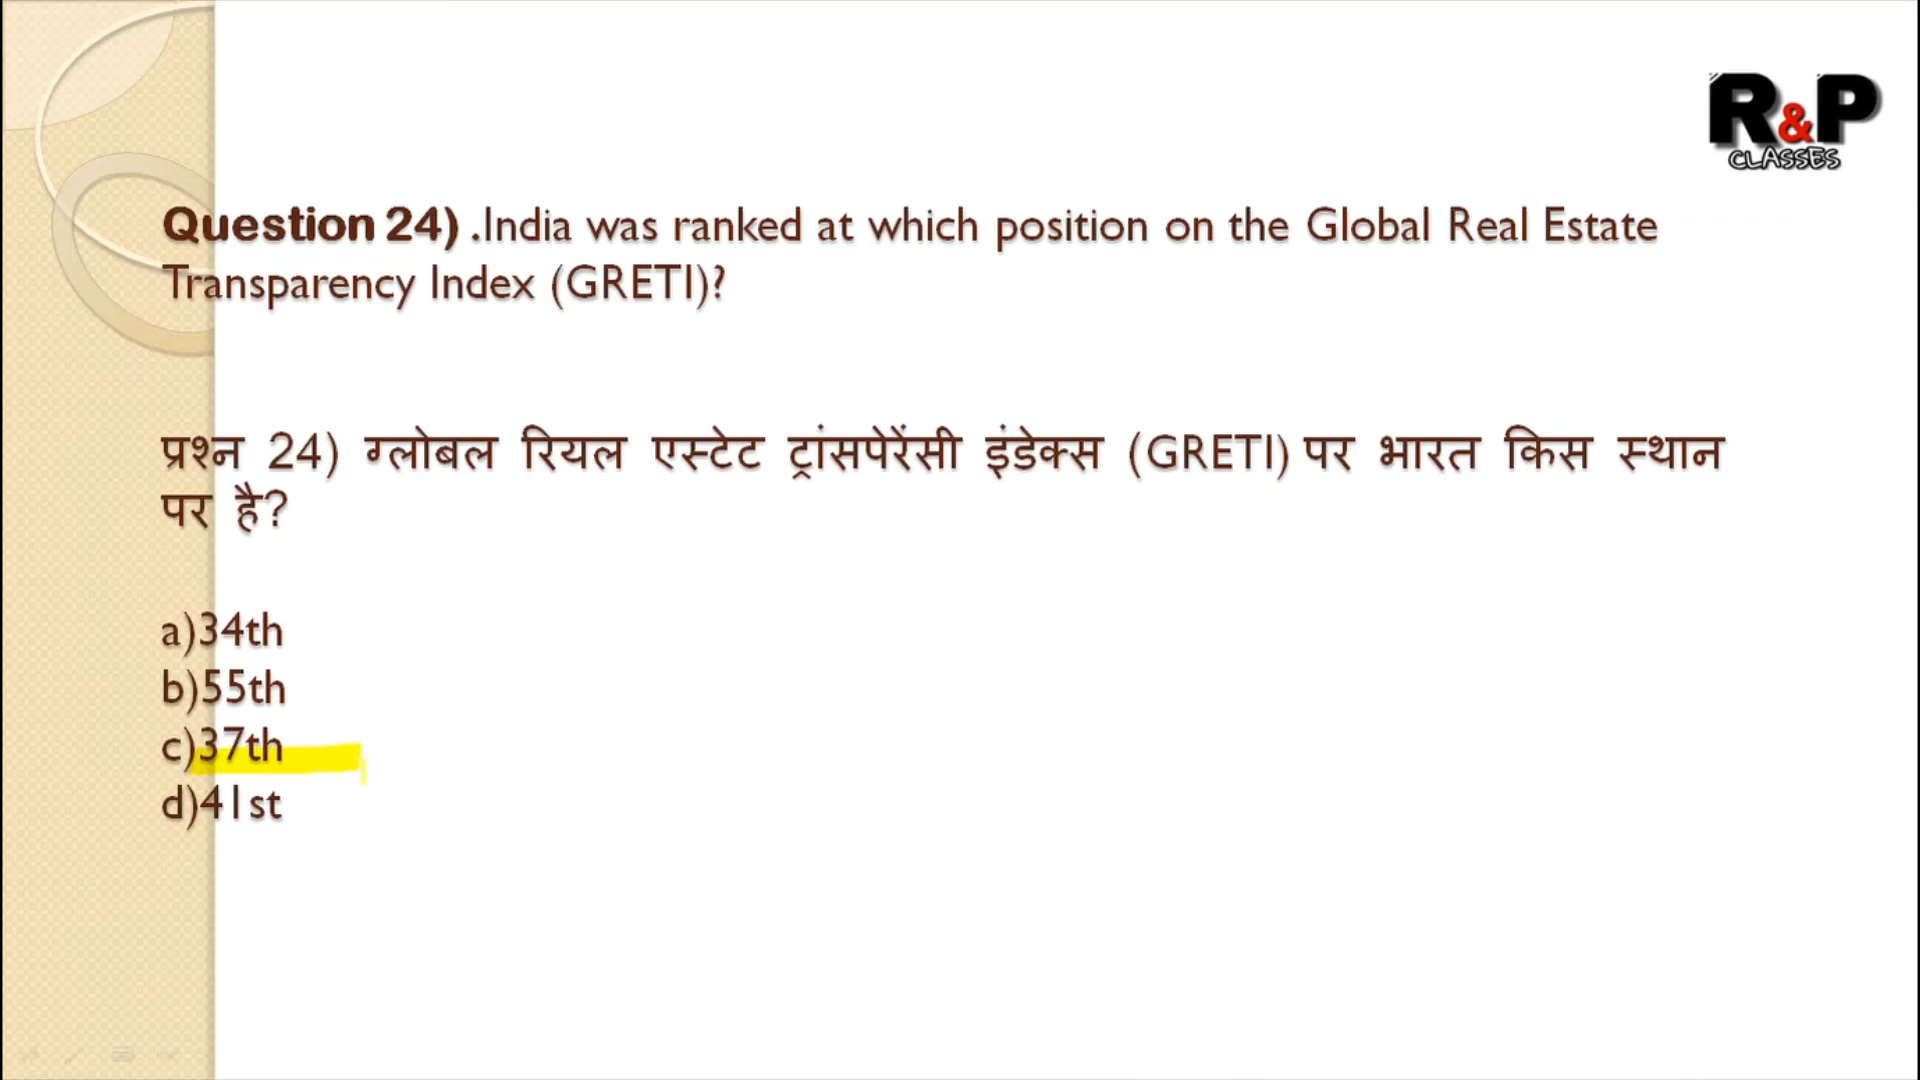 R&P
CLASSES
Question 24) .India was ranked at which position on the Global Real Estate
Transparency Index (GRETI)?
प्रश्न 24) ग्लोबल रियल एस्टेट ट्रांसपेरेंसी इंडेक्स (GRETI) पर भारत किस स्थान
पर है?
a)34th
b)55th
c)37th
d)41st